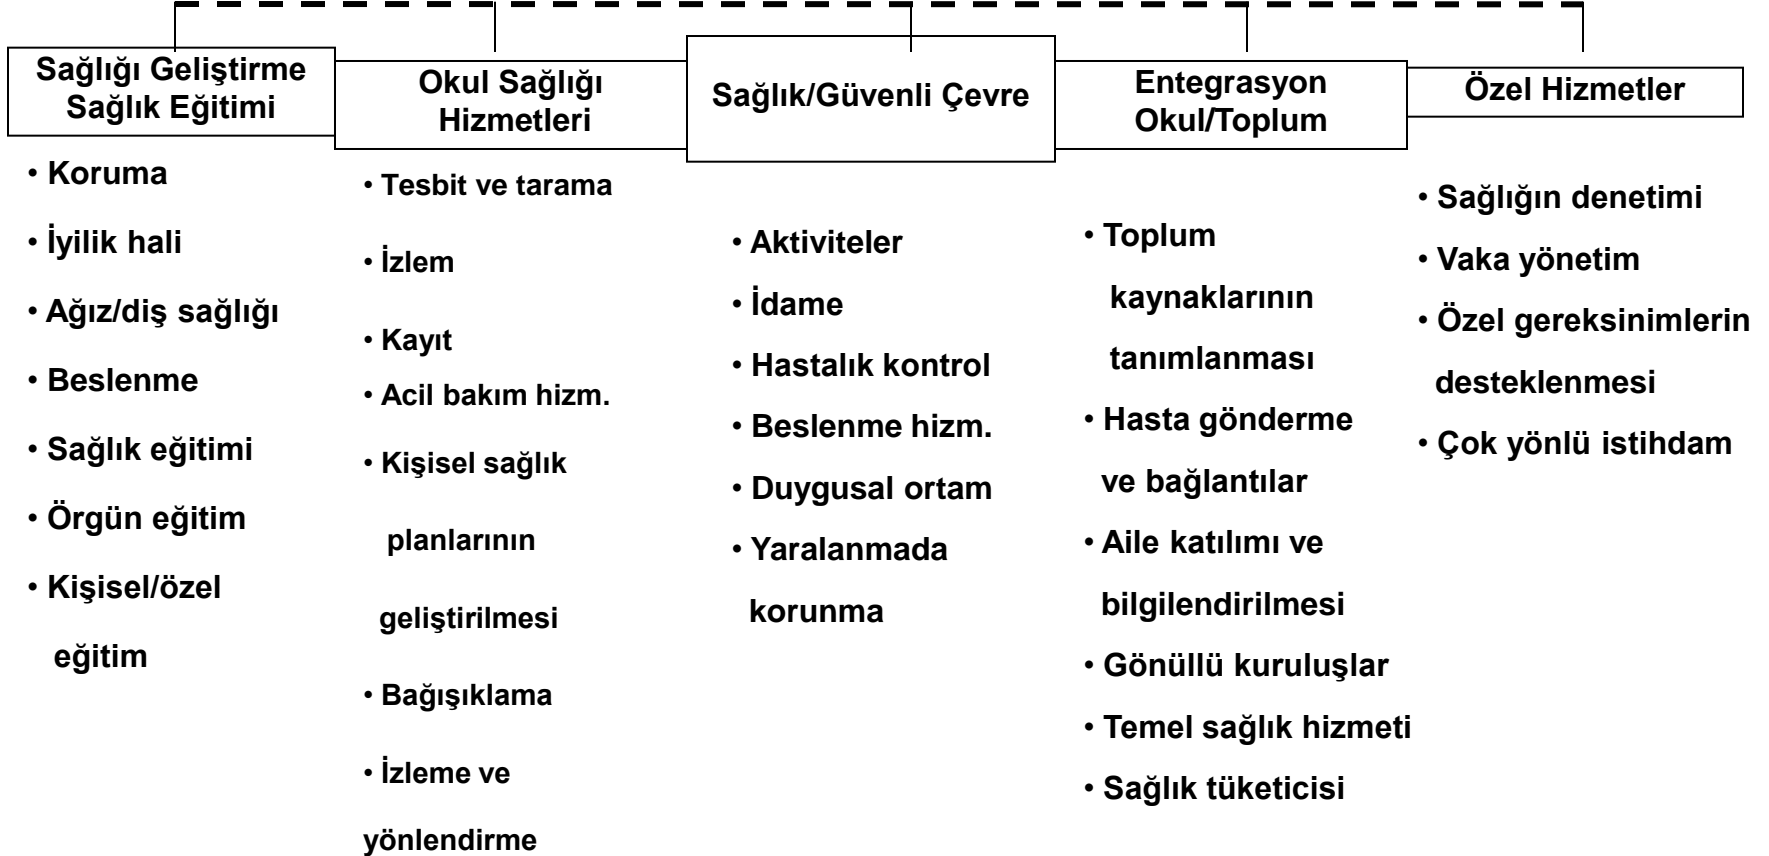 Sağlığı Geliştirme
Sağlık Eğitimi
• Koruma
• İyilik hali
• Ağız/diş sağlığı
• Beslenme
• Sağlık eğitimi
• Örgün eğitim
• Kişisel/özel
eğitim
Okul Sağlığı
Hizmetleri
• Tesbit ve tarama
• İzlem
• Kayıt
• Acil bakım hizm.
• Kişisel sağlık
planlarının
geliştirilmesi
• Bağışıklama
• İzleme ve
yönlendirme
Sağlık/Güvenli Çevre
• Aktiviteler
• İdame
• Hastalık kontrol
• Beslenme hizm.
• Duygusal ortam
• Yaralanmada
korunma
Entegrasyon
Okul/Toplum
• Toplum
kaynaklarının
tanımlanması
• Hasta gönderme
ve bağlantılar
• Aile katılımı ve
bilgilendirilmesi
• Gönüllü kuruluşlar
• Temel sağlık hizmeti
• Sağlık tüketicisi
Özel Hizmetler
• Sağlığın denetimi
• Vaka yönetim
• Özel gereksinimlerin
desteklenmesi
• Çok yönlü istihdam